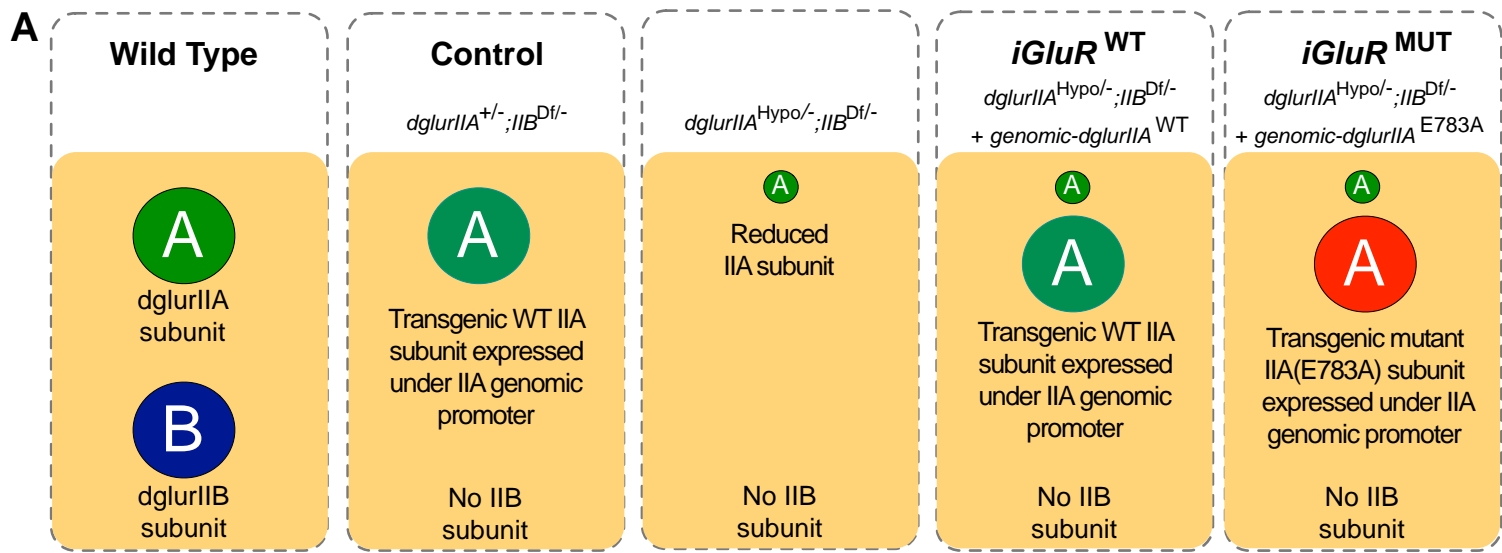 A
Wild Type
A
dglurIIA
subunit
B
dglurIIB
subunit
Control
dglurIIA+/-;IIBDf/-
A
Transgenic WT IIA
subunit expressed
under IIA genomic
promoter
No IIB
subunit
dglurIIAHypo/-;IIBDf/-
A
Reduced
IIA subunit
No IIB
subunit
iGluR WT
dglurIIAHypo/-;IIBDf/-
+ genomic-dglurIIA WT
A
A
Transgenic WT IIA
subunit expressed
under IIA genomic
promoter
No IIB
subunit
iGluR MUT
dglurIIAHypo/-;IIBDf/-
+ genomic-dglurIIA E783A
A
A
Transgenic mutant
IIA(E783A) subunit
expressed under IIA
genomic promoter
No IIB
subunit